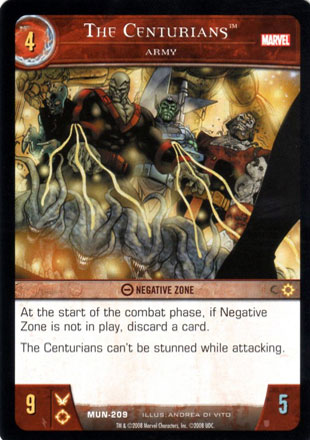 4
THE CENTURIANS™
ARMY
MARVEL
NEGATIVE ZONE
At the start of the combat phase, if Negative
Zone is not in play, discard a card.
The Centurians can't be stunned while attacking.
9
MUN-209
ILLUS: ANDREA DI VITO
5
TM & ©2008 Marvel Characters, Inc. ©2008 UDC.